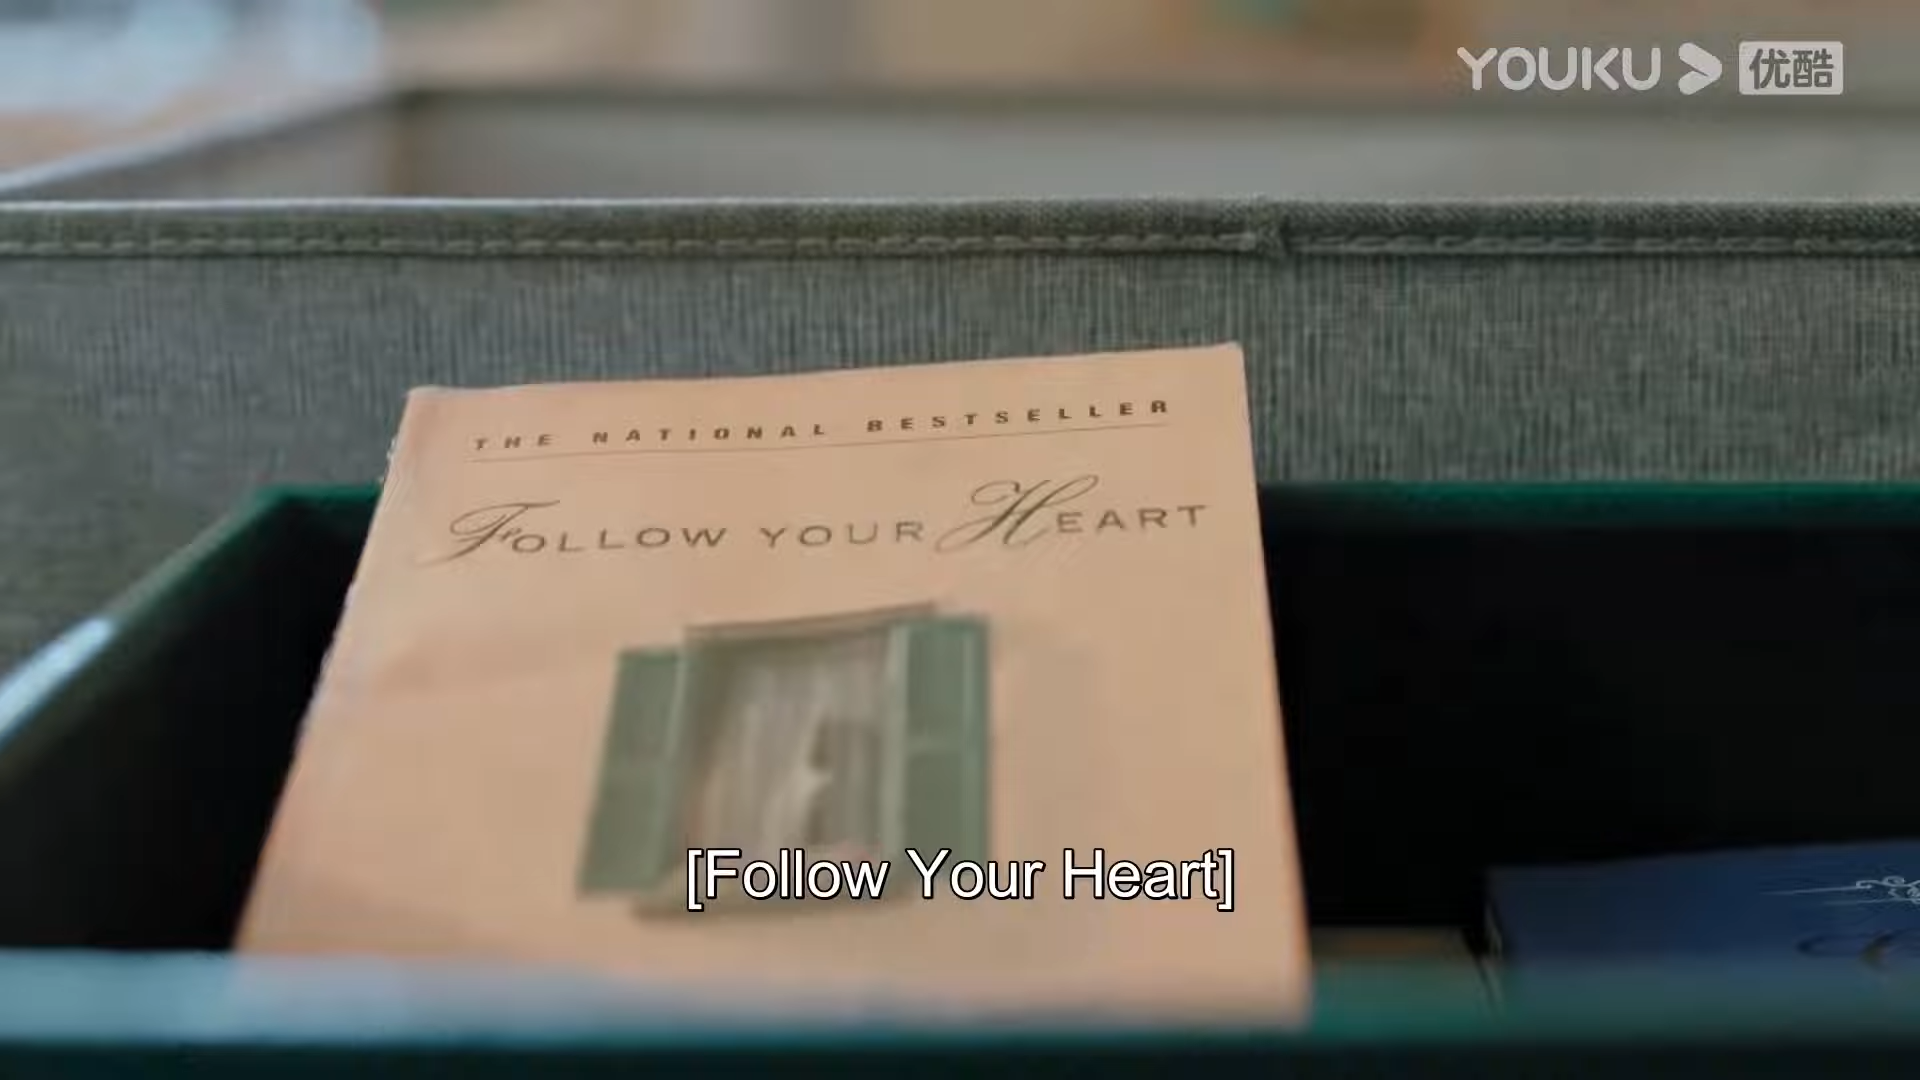 YOUKU 优酷
THE NATIONAL BESTSELLER
FOLLOW YOUR HEART
[Follow Your Heart]